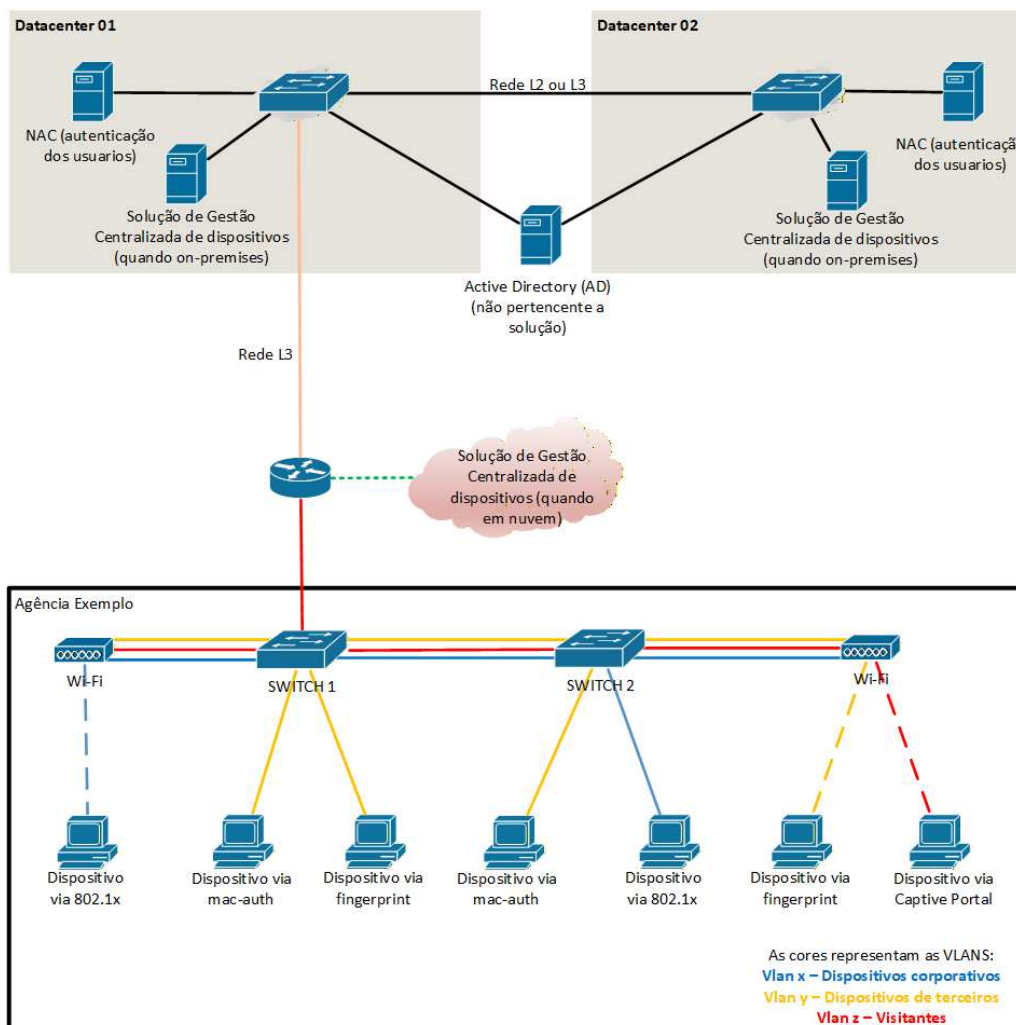 Datacenter 01
Datacenter 02
Rede L2 ou L3
NAC (autenticação
dos usuarios)
NAC (autenticação
dos usuarios)
Solução de Gestão
Centralizada de dispositivos
(quando on-premises)
Solução de Gestão
Centralizada de dispositivos
(quando on-premises)
Active Directory (AD)
(não pertencente a
solução)
Rede L3
Solução de Gestão
Centralizada de
dispositivos (quando
em nuvem)
Agência Exemplo
Wi-Fi
SWITCH 1
SWITCH 2
Wi-Fi
Dispositivo
via 802.1x
Dispositivo via
mac-auth
Dispositivo via
fingerprint
Dispositivo via
mac-auth
Dispositivo
via 802.1x
Dispositivo via
fingerprint
Dispositivo via
Captive Portal
As cores representam as VLANS:
Vlan x – Dispositivos corporativos
Vlan y – Dispositivos de terceiros
Vlan z – Visitantes